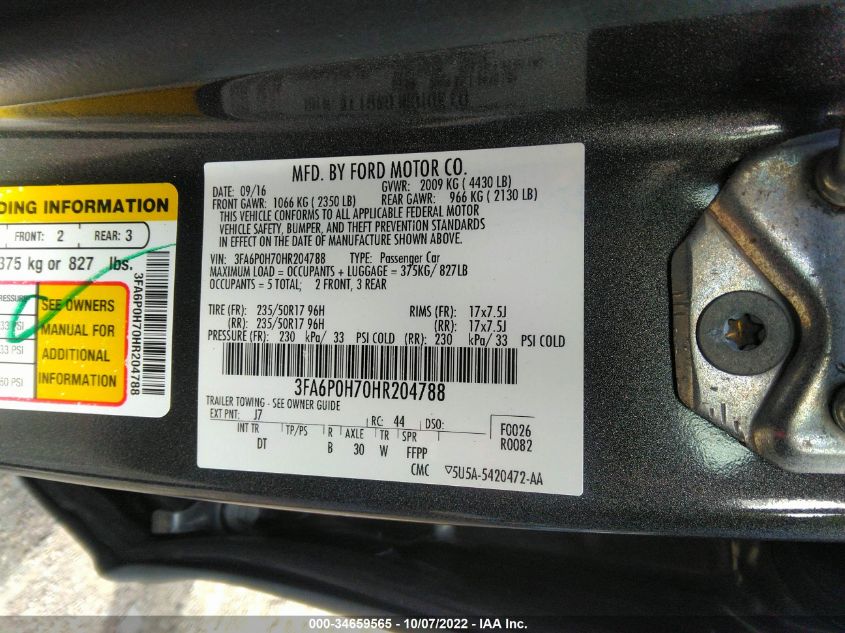 MFD. BY FORD MOTOR CO.
DATE: 09/16 GVWR: 2009 KG ( 4430 LB)
FRONT GAWR: 1066 KG ( 2350 LB) REAR GAWR: 966 KG ( 2130 LB)
THIS VEHICLE CONFORMS TO ALL APPLICABLE FEDERAL MOTOR
VEHICLE SAFETY, BUMPER, AND THEFT PREVENTION STANDARDS
IN EFFECT ON THE DATE OF MANUFACTURE SHOWN ABOVE.
VIN: 3FA6P0H70HR204788 TYPE: Passenger Car
MAXIMUM LOAD = OCCUPANTS + LUGGAGE = 375KG/ 827LB
OCCUPANTS = 5 TOTAL; 2 FRONT, 3 REAR
TIRE (FR): 235/50R17 96H RIMS (FR): 17x7.5J
(RR): 235/50R17 96H (RR): 17x7.5J
PRESSURE (FR): 230 kPa/ 33 PSI COLD (RR): 230 kPa/ 33 PSI COLD
3FA6P0H70HR204788
TRAILER TOWING - SEE OWNER GUIDE
EXT PNT: J7 RC: 44 DSO: F0026
R0082
INT TR TP/PS R AXLE TR SPR
DT B 30 W FFPP
CMC ▽5U5A-5420472-AA
DING INFORMATION
FRONT: 2 REAR: 3
375 kg or 827 lbs.
PRESSURE
33 PSI
33 PSI
60 PSI
SEE OWNERS
MANUAL FOR
ADDITIONAL
INFORMATION
3FA6P0H70HR204788
000-34659565 - 10/07/2022 - IAA Inc.